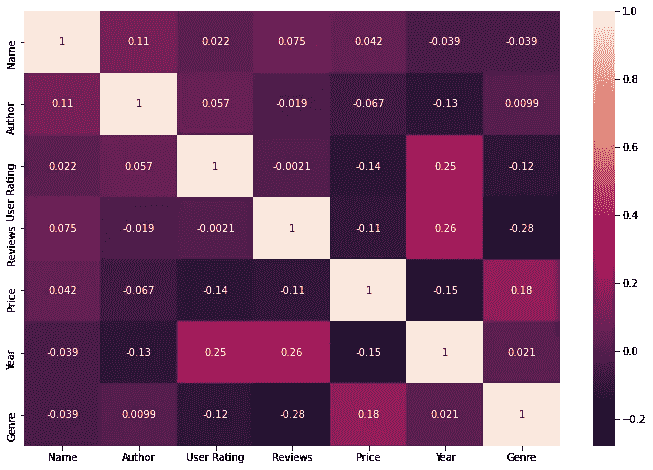 Name 1 0.11 0.022 0.075 0.042 -0.039 -0.039
Author 0.11 1 0.057 -0.019 -0.067 -0.13 0.0099
User Rating 0.022 0.057 1 -0.0021 -0.14 0.25 -0.12
Reviews 0.075 -0.019 -0.0021 1 -0.11 0.26 -0.28
Price 0.042 -0.067 -0.14 -0.11 1 -0.15 0.18
Year -0.039 -0.13 0.25 0.26 -0.15 1 0.021
Genre -0.039 0.0099 -0.12 -0.28 0.18 0.021 1
Name Author User Rating Reviews Price Year Genre
1.0
0.8
0.6
0.4
0.2
0.0
-0.2